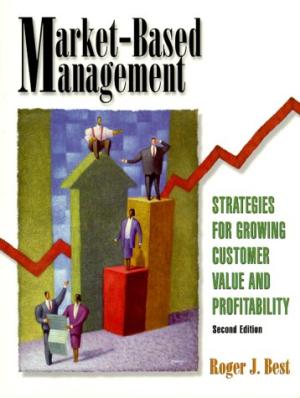 Market-Based
Management
STRATEGIES
FOR GROWING
CUSTOMER
VALUE AND
PROFITABILITY
Second Edition
Roger J. Best